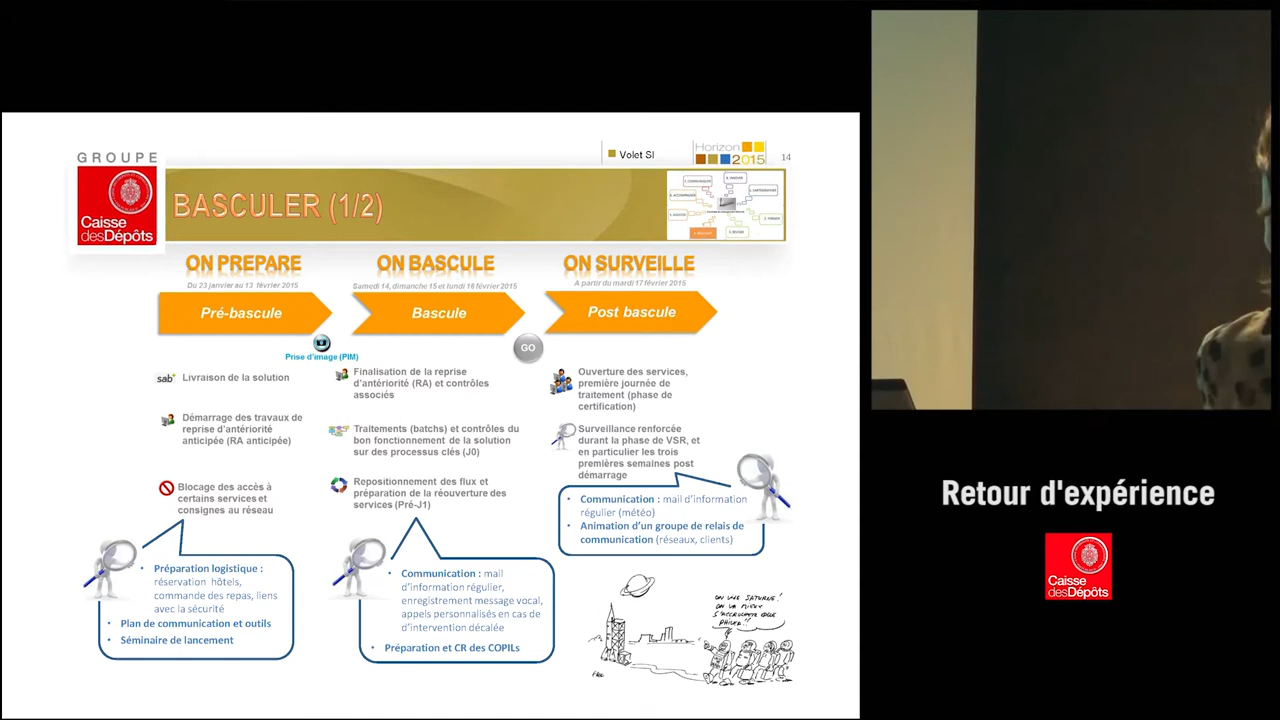 GROUPE
Caisse
desDépôts
Volet SI
Horizon
2015
14
BASCULER (1/2)
ON PREPARE
Du 23 janvier au 13 février 2015
Pré-bascule
Prise d'image (PIM)
sab+
Livraison de la solution
Démarrage des travaux de
reprise d'antériorité
anticipée (RA anticipée)
Blocage des accès à
certains services et
consignes au réseau
• Préparation logistique :
réservation hôtels,
commande des repas, liens
avec la sécurité
• Plan de communication et outils
• Séminaire de lancement
ON BASCULE
Samedi 14, dimanche 15 et lundi 16 février 2015
Bascule
GO
Finalisation de la reprise
d'antériorité (RA) et contrôles
associés
Traitements (batchs) et contrôles du
bon fonctionnement de la solution
sur des processus clés (J0)
Repositionnement des flux et
préparation de la réouverture des
services (Pré-J1)
• Communication : mail
d'information régulier,
enregistrement message vocal,
appels personnalisés en cas de
d'intervention décalée
• Préparation et CR des COPILs
ON SURVEILLE
A partir du mardi 17 février 2015
Post bascule
Ouverture des services,
première journée de
traitement (phase de
certification)
Surveillance renforcée
durant la phase de VSR, et
en particulier les trois
premières semaines post
démarrage
• Communication : mail d'information
régulier (météo)
• Animation d'un groupe de relais de
communication (réseaux, clients)
ON VISE SATURNE !
Retour d'expérience
Caisse
desDépôts